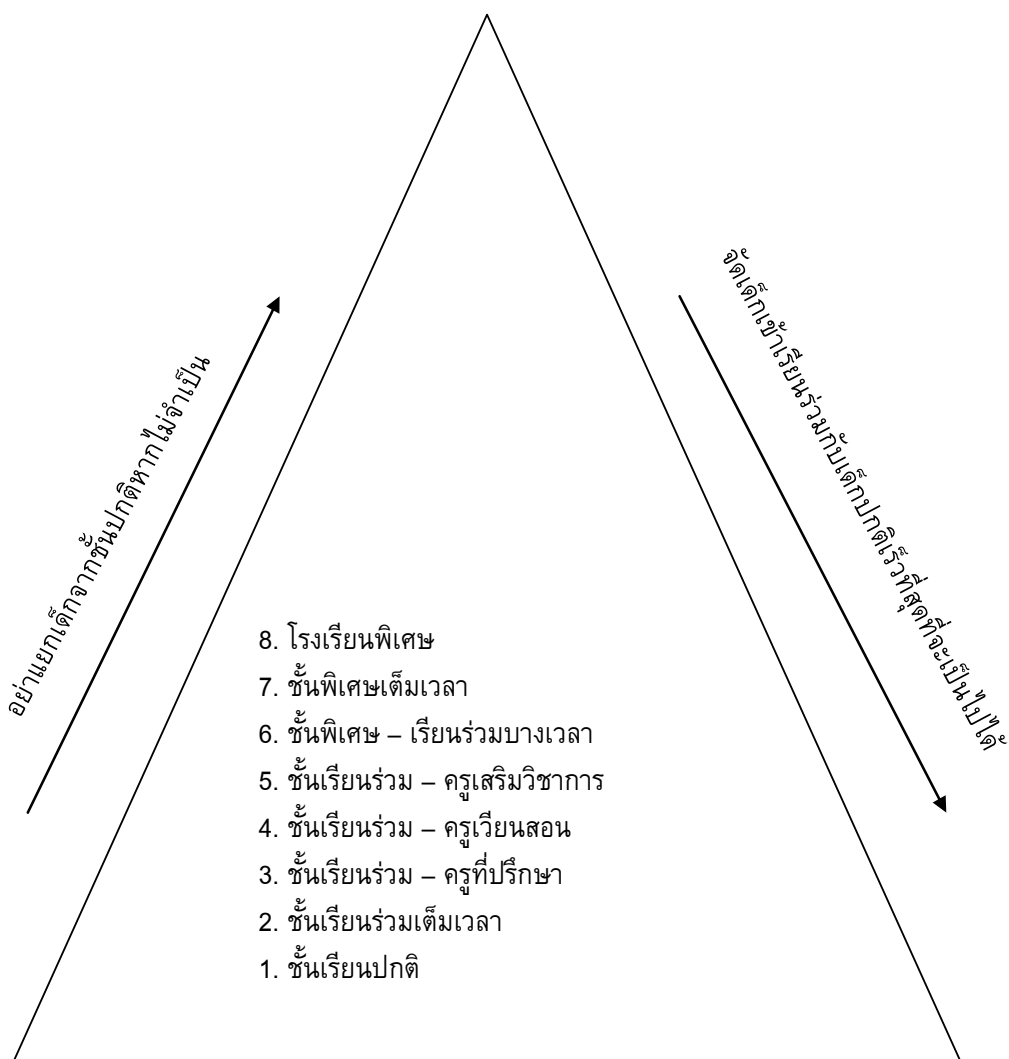 อย่าแยกเด็กจากชั้นปกติหากไม่จำเป็น
จัดเด็กเข้าเรียนร่วมกับเด็กปกติเร็วที่สุดที่จะเป็นไปได้
8. โรงเรียนพิเศษ
7. ชั้นพิเศษเต็มเวลา
6. ชั้นพิเศษ – เรียนร่วมบางเวลา
5. ชั้นเรียนร่วม – ครูเสริมวิชาการ
4. ชั้นเรียนร่วม – ครูเวียนสอน
3. ชั้นเรียนร่วม – ครูที่ปรึกษา
2. ชั้นเรียนร่วมเต็มเวลา
1. ชั้นเรียนปกติ